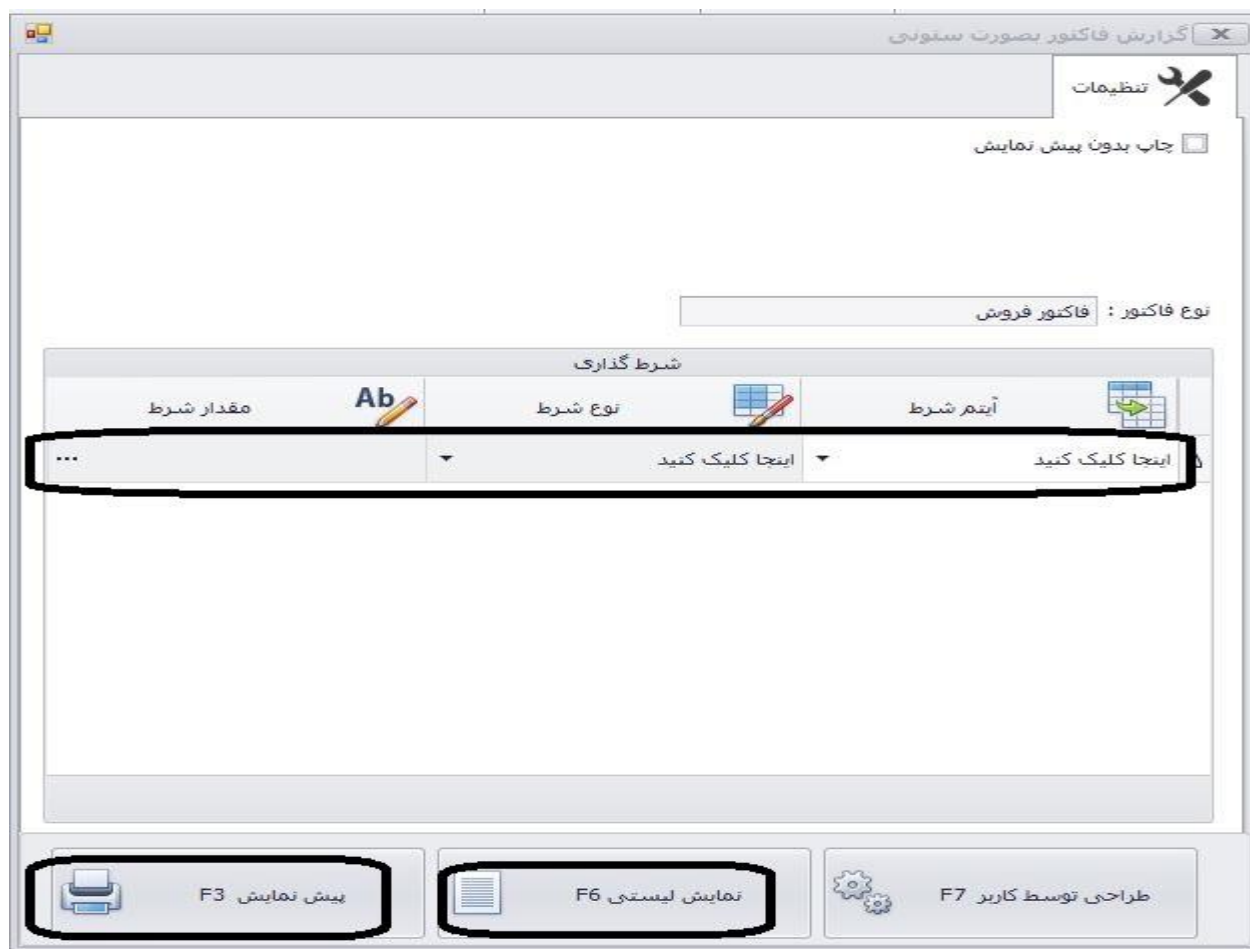 گزارش فاکتور بصورت ستونی
تنظیمات
چاپ بدون پیش نمایش
نوع فاکتور : فاکتور فروش
شرط گذاری
آیتم شرط نوع شرط Ab مقدار شرط
اینجا کلیک کنید اینجا کلیک کنید ...
طراحی توسط کاربر F7 نمایش لیستی F6 پیش نمایش F3